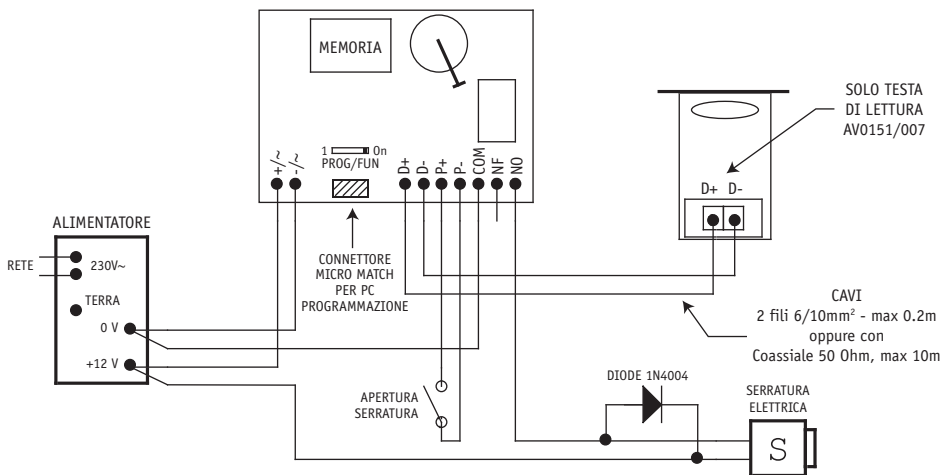 MEMORIA
1 On
PROG/FUN
+/~
-/~
D+
D-
P+
P-
COM
NF
NO
SOLO TESTA
DI LETTURA
AV0151/007
D+ D-
ALIMENTATORE
RETE
230V~
TERRA
0 V
+12 V
CONNETTORE
MICRO MATCH
PER PC
PROGRAMMAZIONE
CAVI
2 fili 6/10mm² - max 0.2m
oppure con
Coassiale 50 Ohm, max 10m
APERTURA
SERRATURA
DIODE 1N4004
SERRATURA
ELETTRICA
S